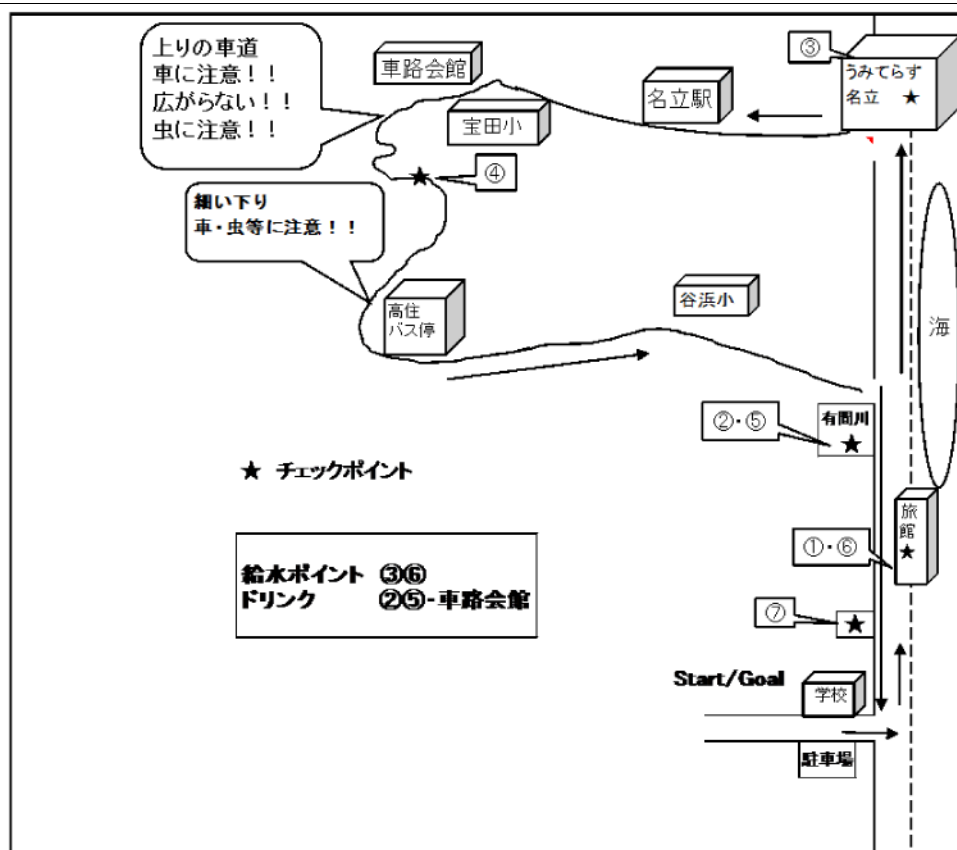 上りの車道
車に注意！！
広がらない！！
虫に注意！！
車路会館
宝田小
名立駅
③
うみてらす
名立 ★
④
★
細い下り
車・虫等に注意！！
高住
バス停
谷浜小
海
②・⑤
有間川
★
★ チェックポイント
旅
館
★
①・⑥
給水ポイント ③⑥
ドリンク ②⑤-車路会館
⑦
★
Start/Goal
学校
駐車場